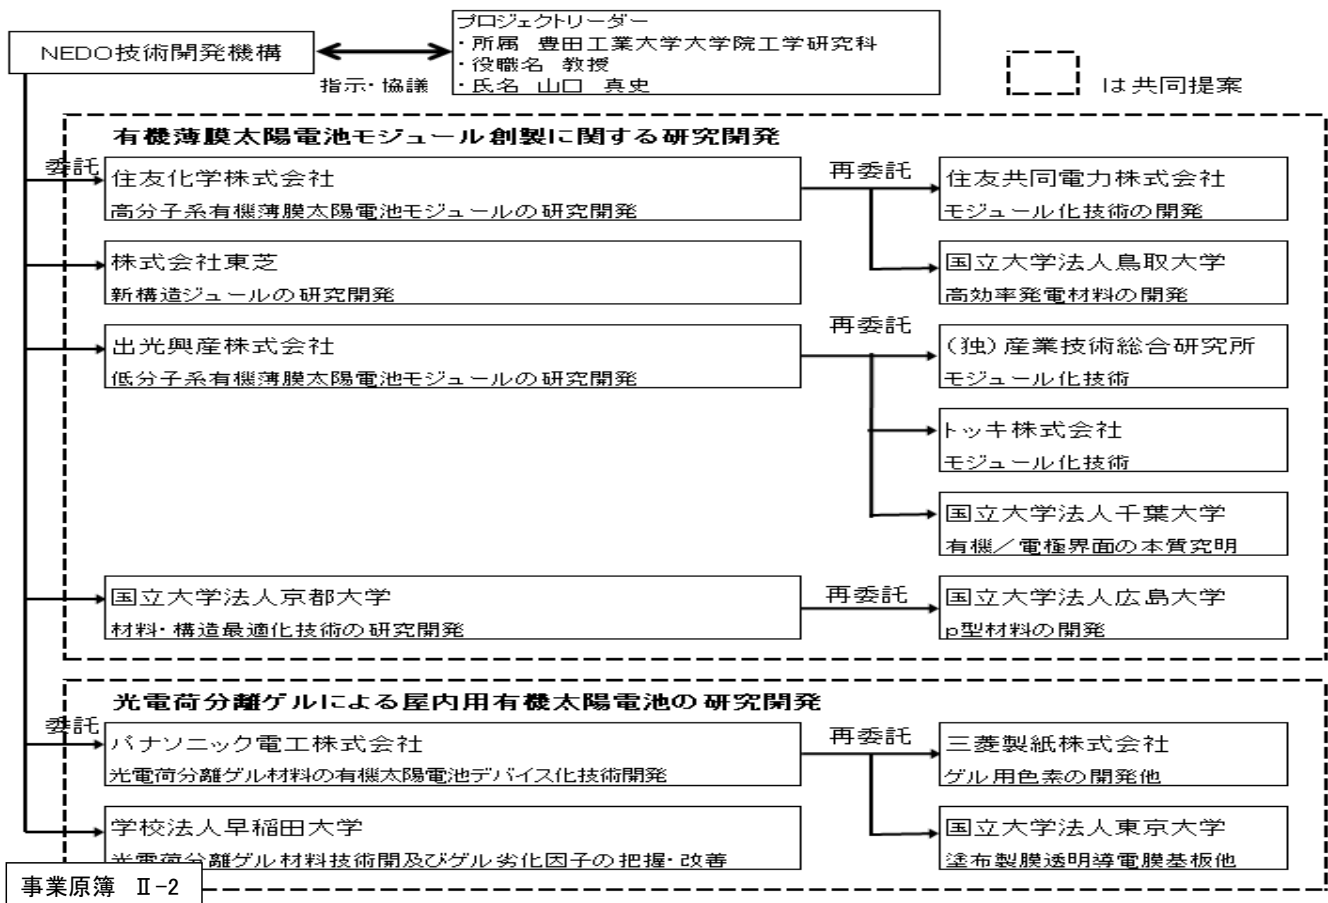 NEDO技術開発機構
指示・協議
プロジェクトリーダー
・所属 豊田工業大学大学院工学研究科
・役職名 教授
・氏名 山口 真史
は共同提案
有機薄膜太陽電池モジュール創製に関する研究開発
委託
住友化学株式会社
高分子系有機薄膜太陽電池モジュールの研究開発
再委託
住友共同電力株式会社
モジュール化技術の開発
国立大学法人鳥取大学
高効率発電材料の開発
株式会社東芝
新構造ジュールの研究開発
出光興産株式会社
低分子系有機薄膜太陽電池モジュールの研究開発
再委託
(独)産業技術総合研究所
モジュール化技術
トッキ株式会社
モジュール化技術
国立大学法人千葉大学
有機/電極界面の本質究明
国立大学法人京都大学
材料・構造最適化技術の研究開発
再委託
国立大学法人広島大学
p型材料の開発
光電荷分離ゲルによる屋内用有機太陽電池の研究開発
委託
パナソニック電工株式会社
光電荷分離ゲル材料の有機太陽電池デバイス化技術開発
再委託
三菱製紙株式会社
ゲル用色素の開発他
国立大学法人東京大学
塗布製膜透明導電膜基板他
学校法人早稲田大学
光電荷分離ゲル材料技術開及びゲル劣化因子の把握・改善
事業原簿 Ⅱ-2